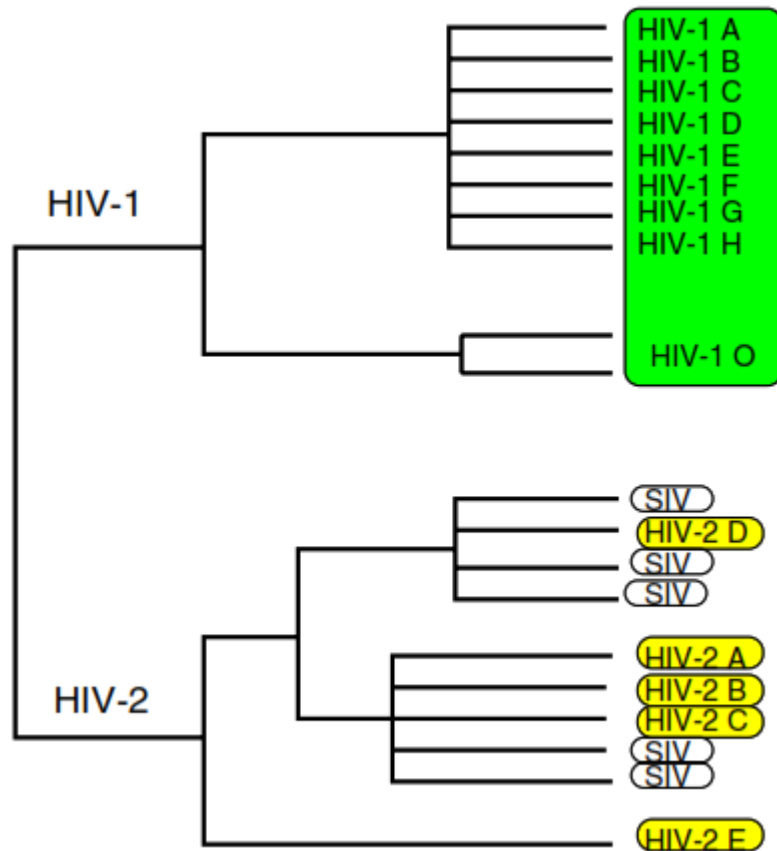 HIV-1 A
HIV-1 B
HIV-1 C
HIV-1 D
HIV-1 E
HIV-1 F
HIV-1 G
HIV-1 H
HIV-1
HIV-1 O
SIV
HIV-2 D
SIV
SIV
HIV-2 A
HIV-2 B
HIV-2
HIV-2 C
SIV
SIV
HIV-2 E